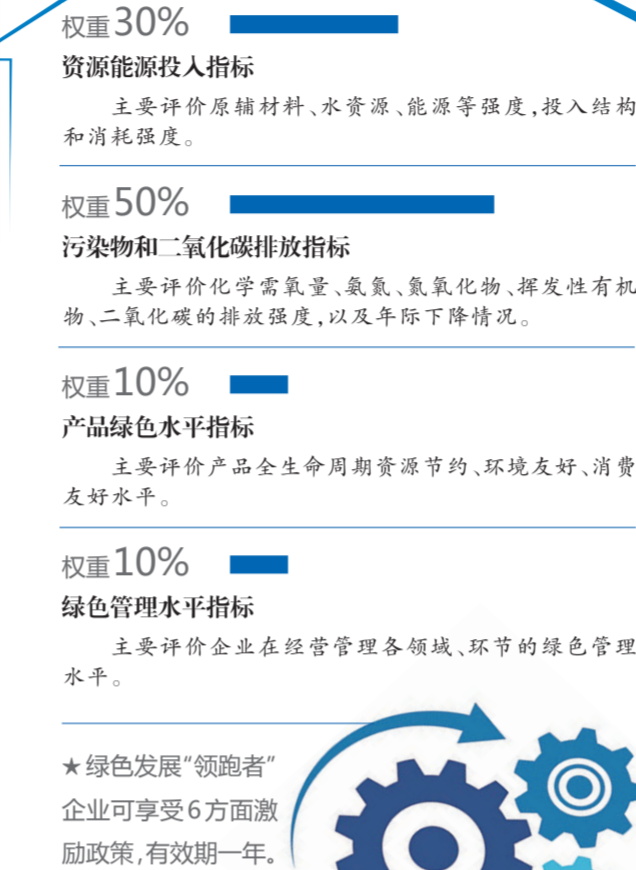 权重30%
资源能源投入指标
主要评价原辅材料、水资源、能源等强度,投入结构
和消耗强度。
权重50%
污染物和二氧化碳排放指标
主要评价化学需氧量、氨氮、氮氧化物、挥发性有机
物、二氧化碳的排放强度,以及年际下降情况。
权重10%
产品绿色水平指标
主要评价产品全生命周期资源节约、环境友好、消费
友好水平。
权重10%
绿色管理水平指标
主要评价企业在经营管理各领域、环节的绿色管理
水平。
★绿色发展“领跑者”
企业可享受6方面激
励政策,有效期一年。